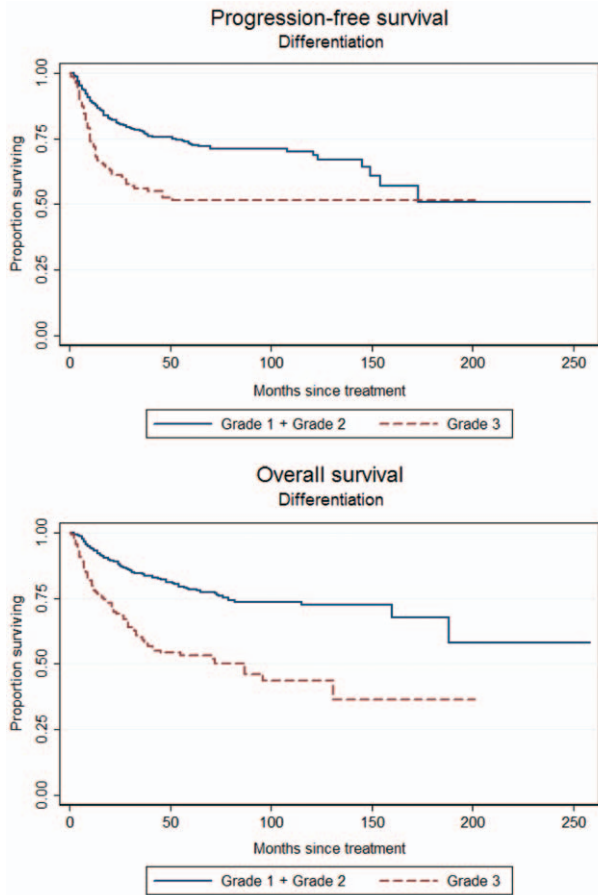 Progression-free survival
Differentiation
Proportion surviving
1.00
0.75
0.50
0.25
0.00
0 50 100 150 200 250
Months since treatment
Grade 1 + Grade 2 Grade 3
Overall survival
Differentiation
Proportion surviving
1.00
0.75
0.50
0.25
0.00
0 50 100 150 200 250
Months since treatment
Grade 1 + Grade 2 Grade 3